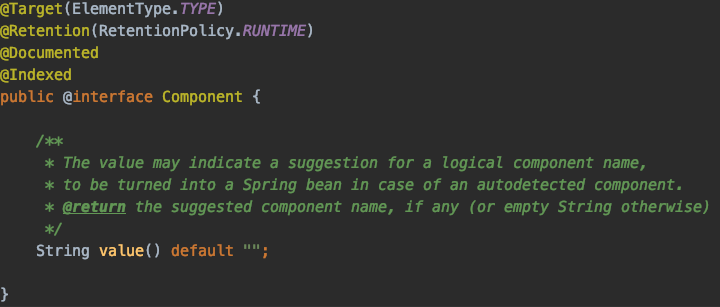 @Target(ElementType.TYPE)
@Retention(RetentionPolicy.RUNTIME)
@Documented
@Indexed
public @interface Component {
/**
* The value may indicate a suggestion for a logical component name,
* to be turned into a Spring bean in case of an autodetected component.
* @return the suggested component name, if any (or empty String otherwise)
*/
String value() default "";
}